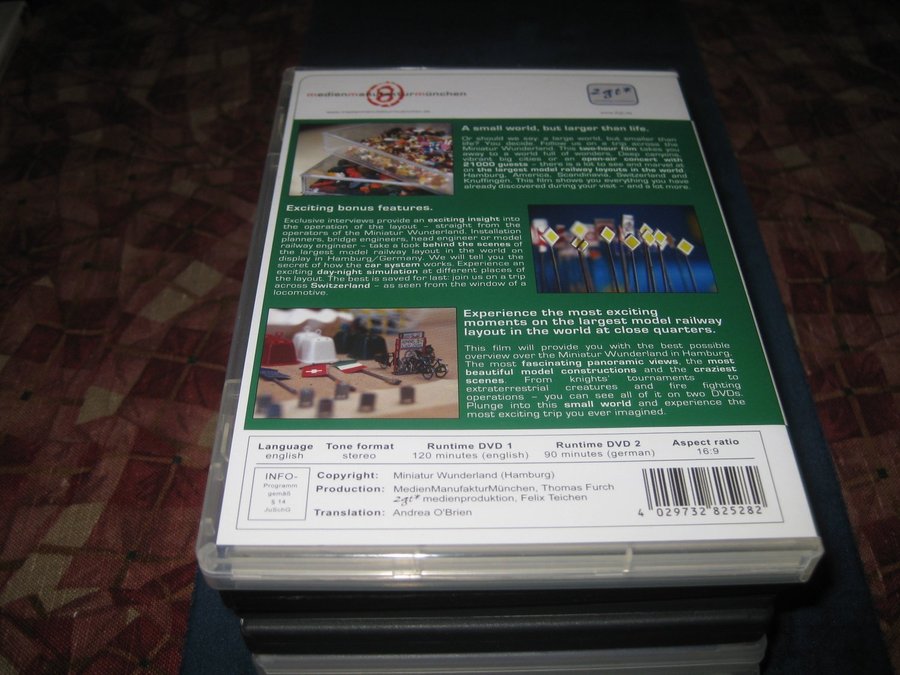 medienmanufakturmünchen
2gt*
A small world, but larger than life.
Or should we say: a large world, but smaller than
life? You decide. Follow us on a trip across the
Miniatur Wunderland. This two-hour film takes you
away to a world full of wonders. Deep canyons,
vibrant big cities or an open-air concert with
21000 guests – there is a lot to see and marvel at
on the largest model railway layouts in the world.
Hamburg, America, Scandinavia, Switzerland and
Knuffingen. This film shows you everything you have
already discovered during your visit – and a lot more.
Exciting bonus features.
Exclusive interviews provide an exciting insight into
the operation of the layout – straight from the
operators of the Miniatur Wunderland. Installation
planners, bridge engineers, head engineer or model
railway engineer – take a look behind the scenes of
the largest model railway layout in the world on
display in Hamburg/Germany. We will tell you the
secret of how the car system works. Experience an
exciting day-night simulation at different places of
the layout. The best is saved for last: join us on a trip
across Switzerland – as seen from the window of a
locomotive.
Experience the most exciting
moments on the largest model railway
layout in the world at close quarters.
This film will provide you with the best possible
overview over the Miniatur Wunderland in Hamburg.
The most fascinating panoramic views, the most
beautiful model constructions and the craziest
scenes. From knights' tournaments to
extraterrestrial creatures and fire fighting
operations – you can see all of it on two DVDs.
Plunge into this small world and experience the
most exciting trip you ever imagined.
Language Tone format Runtime DVD 1 Runtime DVD 2 Aspect ratio
english stereo 120 minutes (english) 90 minutes (german) 16:9
INFO-
Programm
gemäß
§ 14
JuSchG
Copyright: Miniatur Wunderland (Hamburg)
Production: MedienManufakturMünchen, Thomas Furch
2gt* medienproduktion, Felix Teichen
Translation: Andrea O'Brien
4 029732 825282